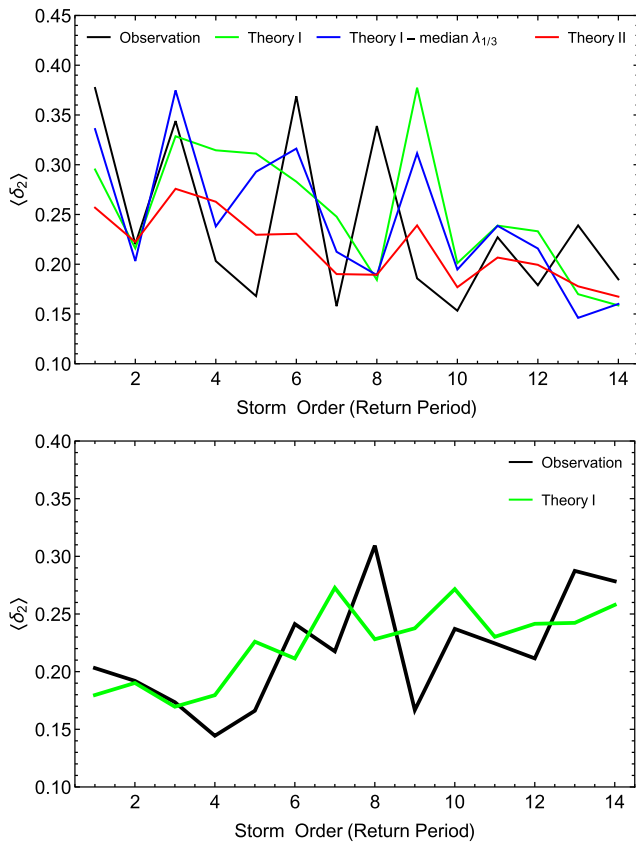 0.45
Observation Theory I Theory I – median λ1/3 Theory II
0.40
0.35
0.30
⟨δ2⟩
0.25
0.20
0.15
0.10
2 4 6 8 10 12 14
Storm Order (Return Period)
0.40
Observation
0.35
Theory I
0.30
⟨δ2⟩
0.25
0.20
0.15
0.10
2 4 6 8 10 12 14
Storm Order (Return Period)